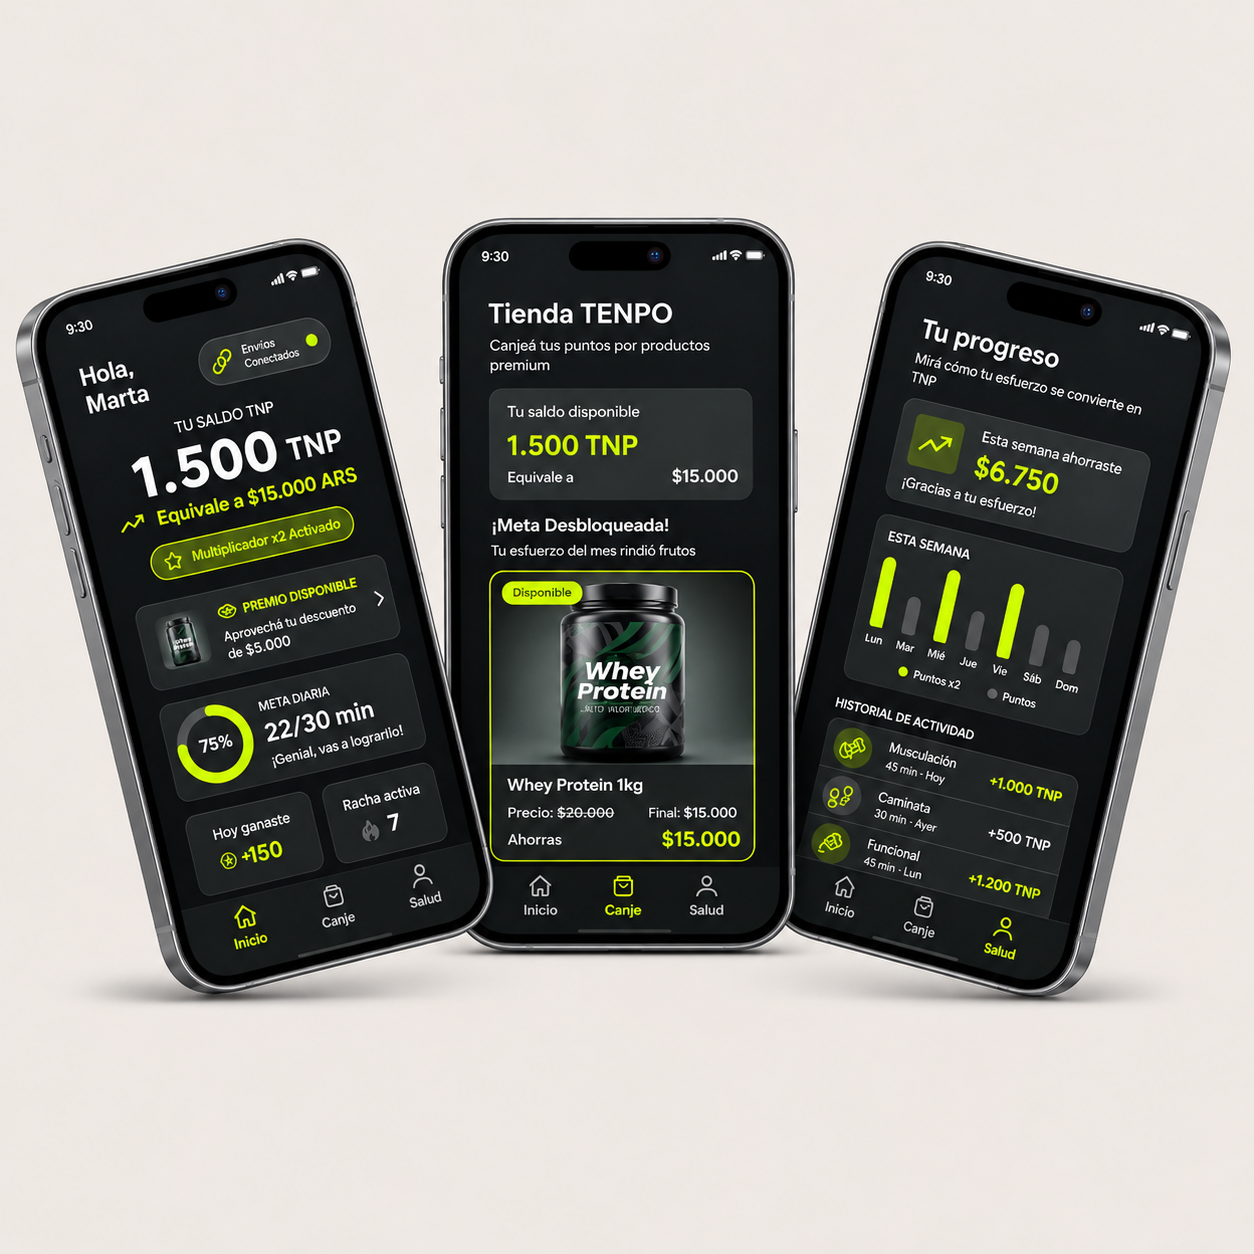 9:30
Hola,
Marta
Envíos
Conectados
TU SALDO TNP
1.500 TNP
Equivale a $15.000 ARS
Multiplicador x2 Activado
PREMIO DISPONIBLE
Aprovechá tu descuento
de $5.000
Whey
Protein
META DIARIA
75%
22/30 min
¡Genial, vas a lograrlo!
Hoy ganaste
+150
Racha activa
7
Inicio
Canje
Salud
9:30
Tienda TENPO
Canjeá tus puntos por productos
premium
Tu saldo disponible
1.500 TNP
Equivale a $15.000
¡Meta Desbloqueada!
Tu esfuerzo del mes rindió frutos
Disponible
Whey
Protein
Whey Protein 1kg
Precio: $20.000 Final: $15.000
Ahorras $15.000
Inicio
Canje
Salud
9:30
Tu progreso
Mirá cómo tu esfuerzo se convierte en
TNP
Esta semana ahorraste
$6.750
¡Gracias a tu esfuerzo!
ESTA SEMANA
Lun Mar Mié Jue Vie Sáb Dom
Puntos x2 Puntos
HISTORIAL DE ACTIVIDAD
Musculación
45 min - Hoy
+1.000 TNP
Caminata
30 min - Ayer
+500 TNP
Funcional
45 min - Lun
+1.200 TNP
Inicio
Canje
Salud